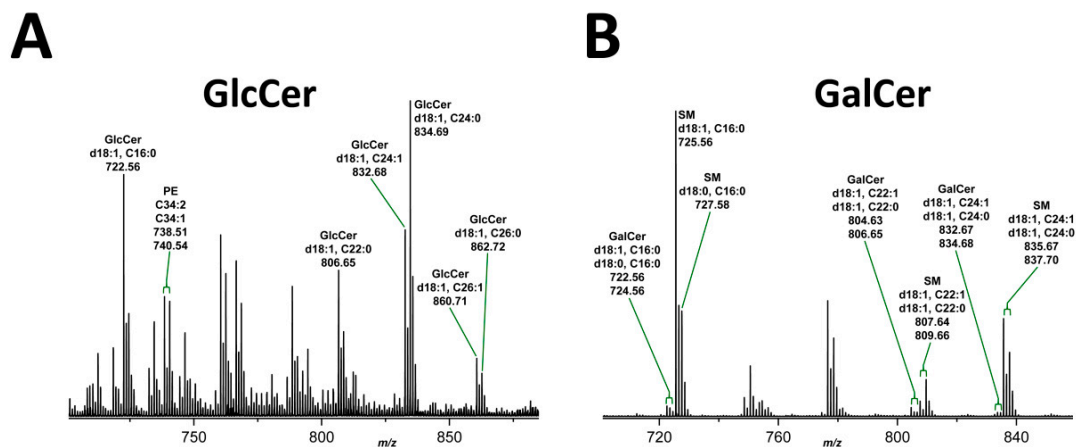 A
GlcCer
GlcCer
d18:1, C16:0
722.56
PE
C34:2
C34:1
738.51
740.54
GlcCer
d18:1, C22:0
806.65
GlcCer
d18:1, C24:1
832.68
GlcCer
d18:1, C24:0
834.69
GlcCer
d18:1, C26:1
860.71
GlcCer
d18:1, C26:0
862.72
750
800
850
m/z
B
GalCer
GalCer
d18:1, C16:0
d18:0, C16:0
722.56
724.56
SM
d18:1, C16:0
725.56
SM
d18:0, C16:0
727.58
GalCer
d18:1, C22:1
d18:1, C22:0
804.63
806.65
SM
d18:1, C22:1
d18:1, C22:0
807.64
809.66
GalCer
d18:1, C24:1
d18:1, C24:0
832.67
834.68
SM
d18:1, C24:1
d18:1, C24:0
835.67
837.70
720
760
800
840
m/z